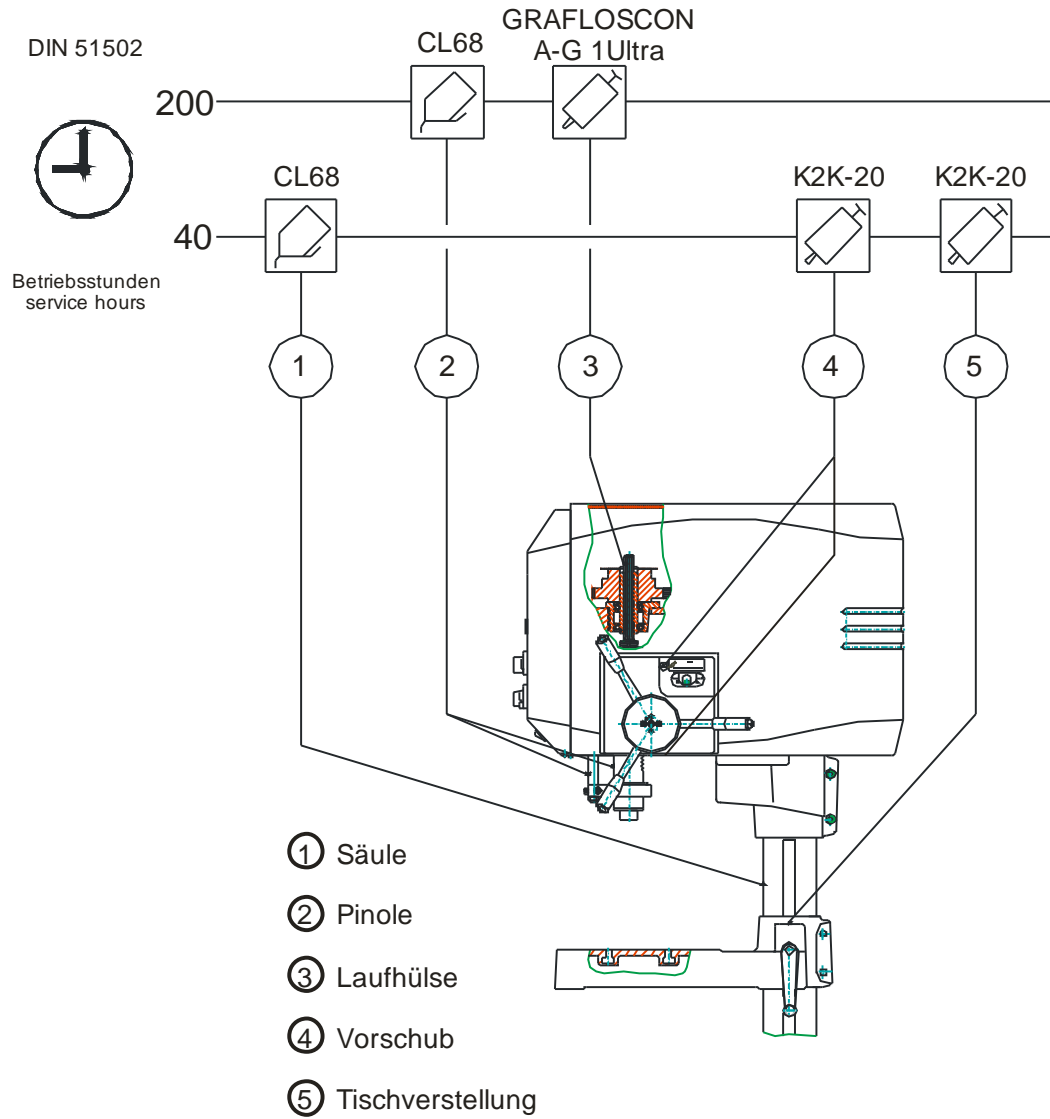 DIN 51502
CL68
GRAFLOSCON
A-G 1Ultra
200
CL68
K2K-20
K2K-20
40
Betriebsstunden
service hours
1
2
3
4
5
1 Säule
2 Pinole
3 Laufhülse
4 Vorschub
5 Tischverstellung